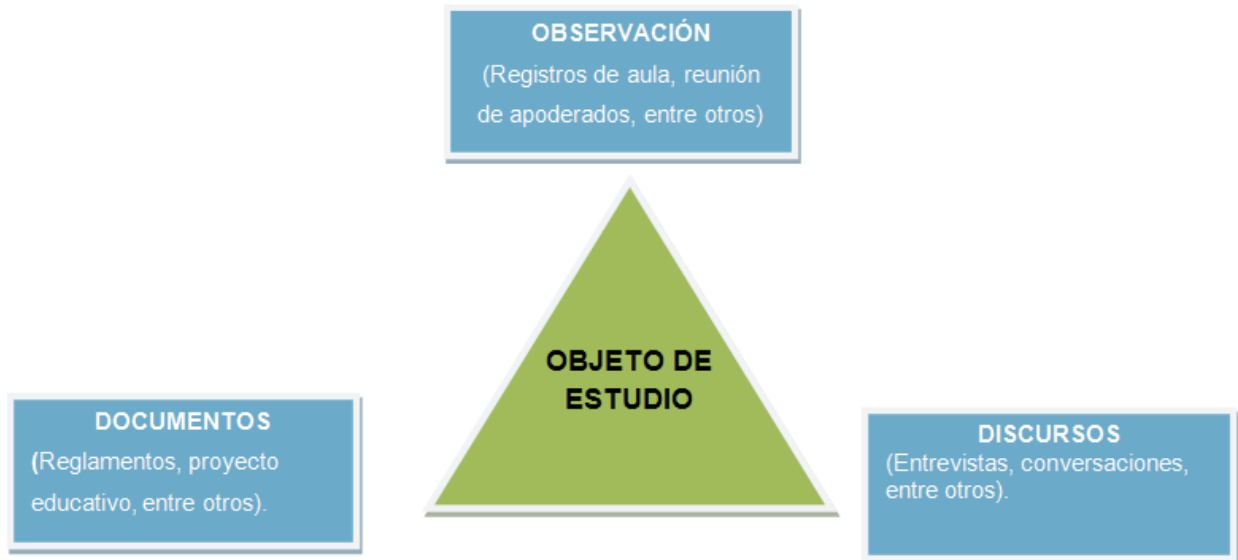 OBSERVACIÓN
(Registros de aula, reunión
de apoderados, entre otros)
OBJETO DE
ESTUDIO
DOCUMENTOS
(Reglamentos, proyecto
educativo, entre otros).
DISCURSOS
(Entrevistas, conversaciones,
entre otros).